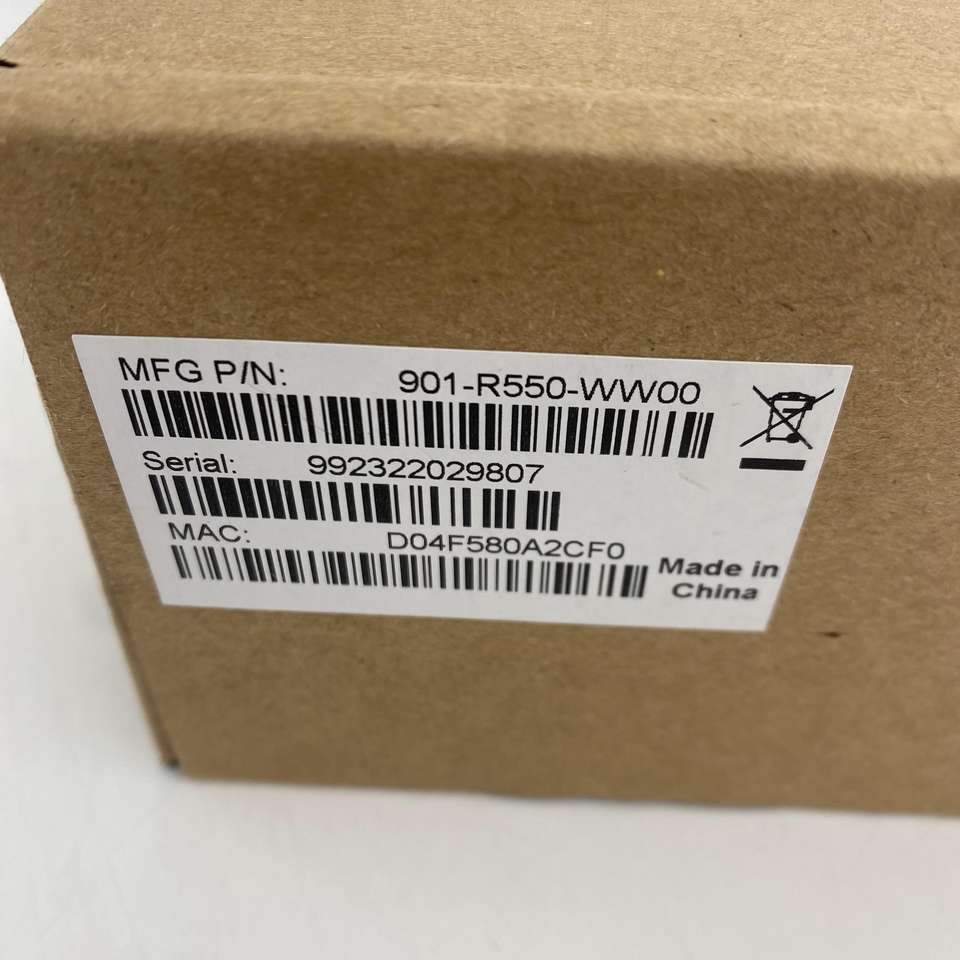 MFG P/N: 901-R550-WW00
Serial: 992322029807
MAC: D04F580A2CF0
Made in
China